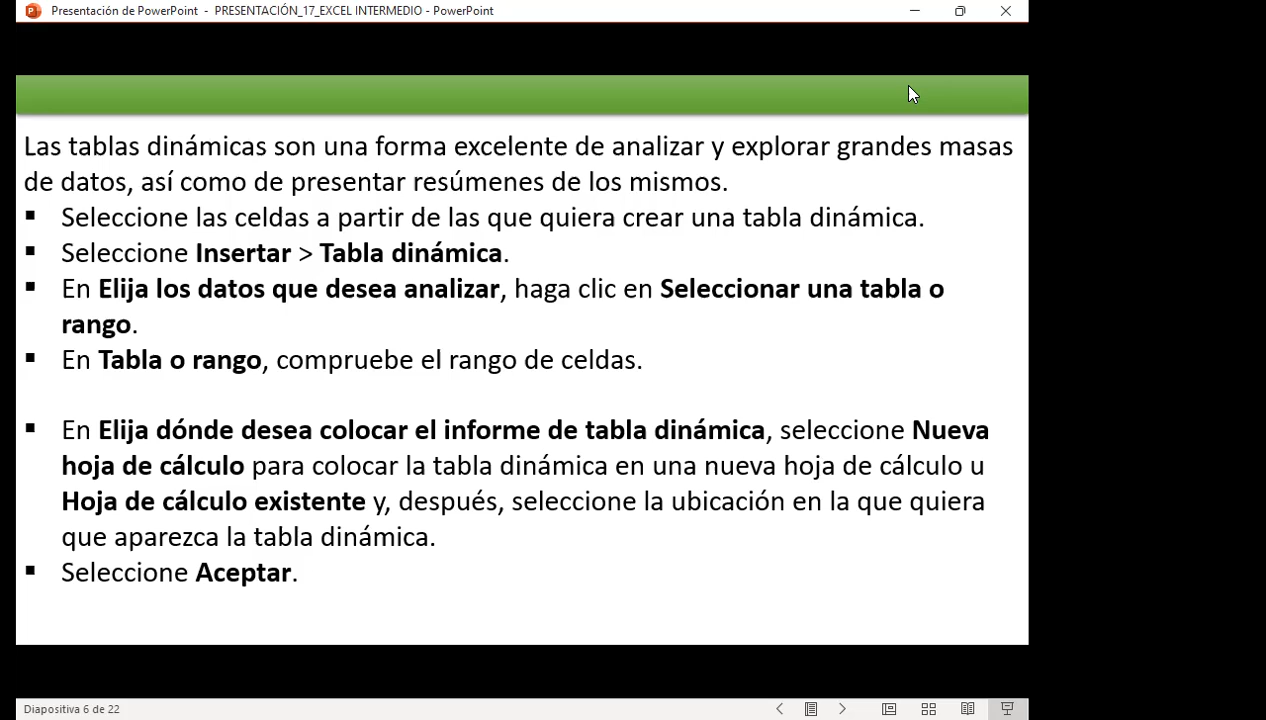 Presentación de PowerPoint - PRESENTACIÓN_17_EXCEL INTERMEDIO - PowerPoint
Las tablas dinámicas son una forma excelente de analizar y explorar grandes masas
de datos, así como de presentar resúmenes de los mismos.
▪ Seleccione las celdas a partir de las que quiera crear una tabla dinámica.
▪ Seleccione Insertar > Tabla dinámica.
▪ En Elija los datos que desea analizar, haga clic en Seleccionar una tabla o
rango.
▪ En Tabla o rango, compruebe el rango de celdas.
▪ En Elija dónde desea colocar el informe de tabla dinámica, seleccione Nueva
hoja de cálculo para colocar la tabla dinámica en una nueva hoja de cálculo u
Hoja de cálculo existente y, después, seleccione la ubicación en la que quiera
que aparezca la tabla dinámica.
▪ Seleccione Aceptar.
Diapositiva 6 de 22